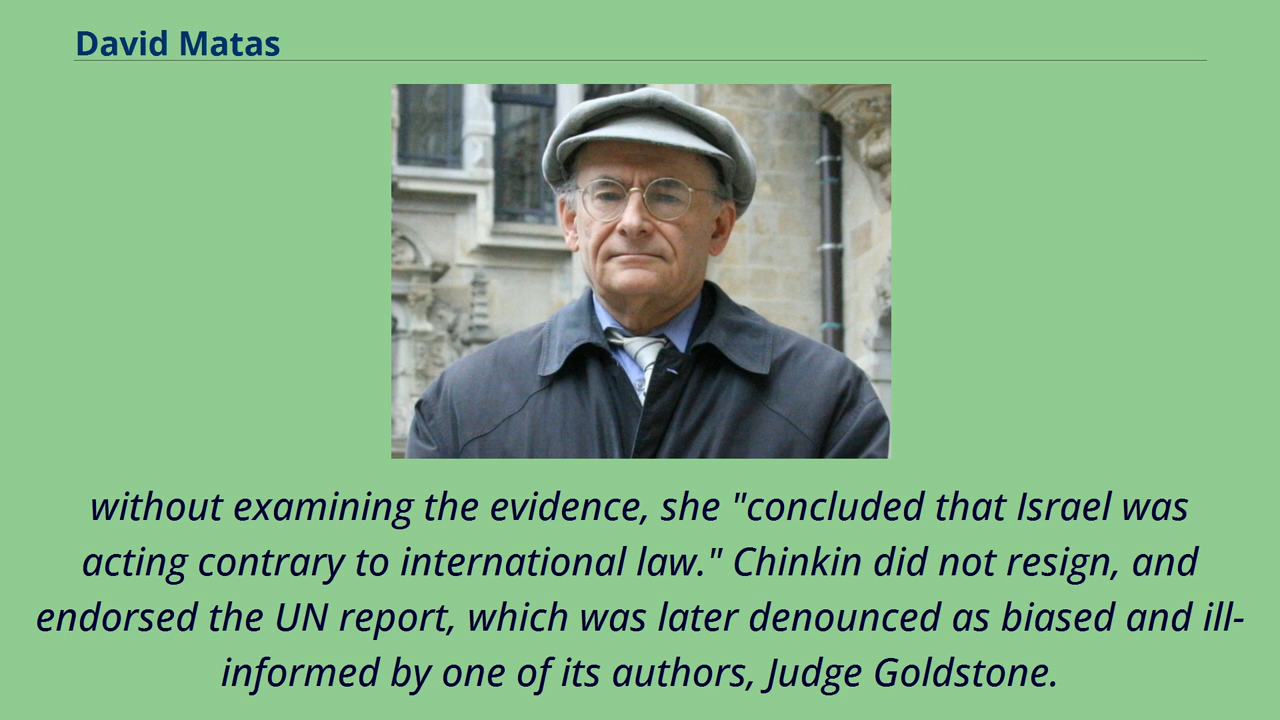 David Matas
without examining the evidence, she "concluded that Israel was
acting contrary to international law." Chinkin did not resign, and
endorsed the UN report, which was later denounced as biased and ill-
informed by one of its authors, Judge Goldstone.